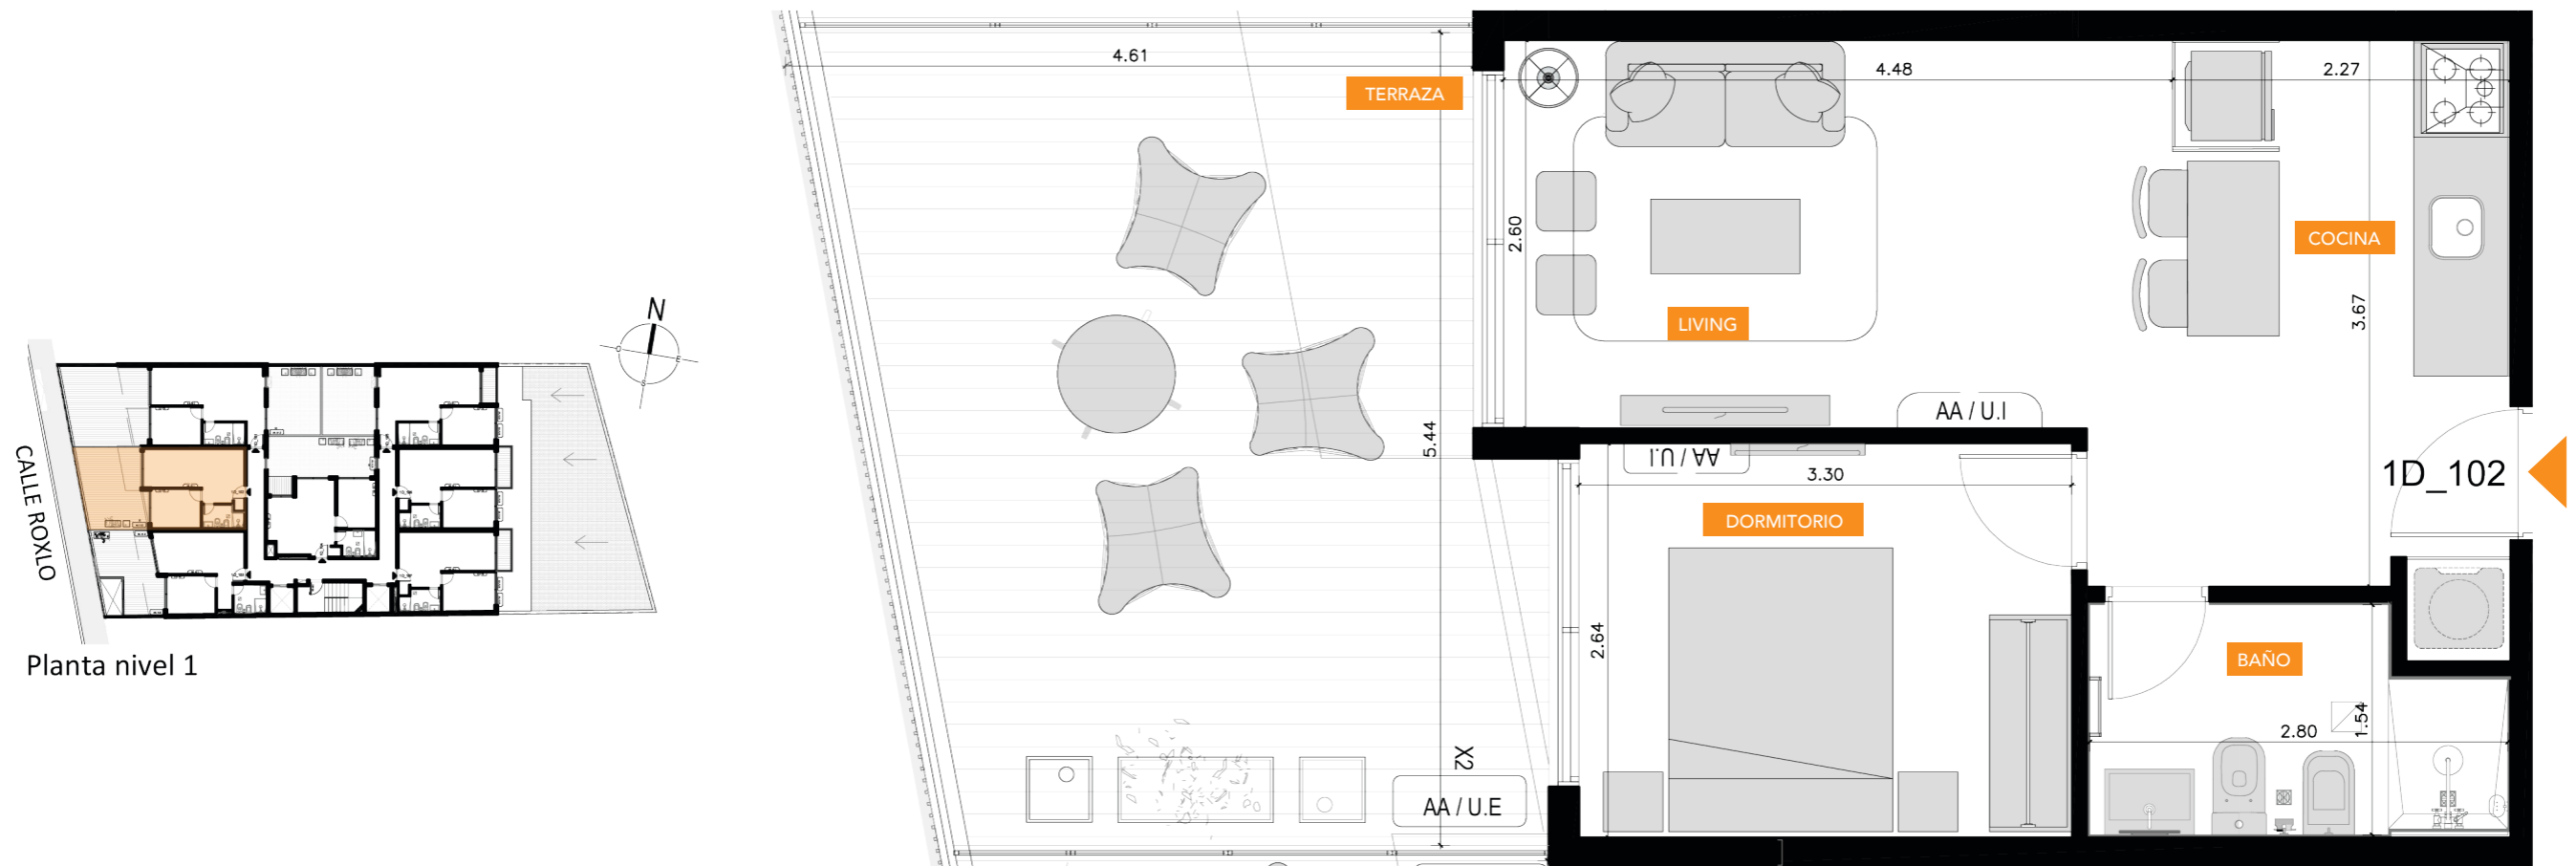 CALLE ROXLO
N
O
E
S
Planta nivel 1
4.61
TERRAZA
5.44
4.48
2.27
2.60
LIVING
COCINA
3.67
AA / U.I
AA / U.I
3.30
DORMITORIO
2.64
1D_102
BAÑO
2.80
1.54
X2
AA / U.E